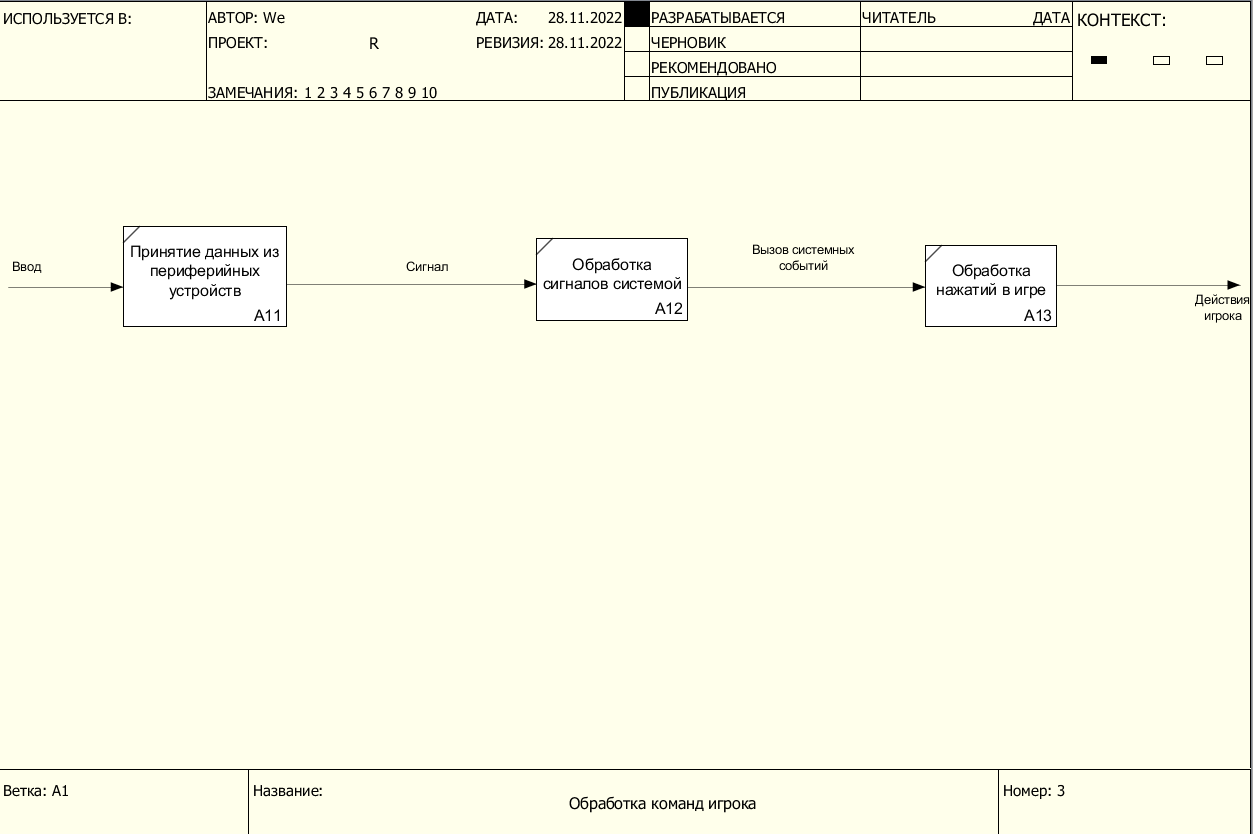 ИСПОЛЬЗУЕТСЯ В:
АВТОР: We
ДАТА: 28.11.2022
ПРОЕКТ: R
РЕВИЗИЯ: 28.11.2022
ЗАМЕЧАНИЯ: 1 2 3 4 5 6 7 8 9 10
РАЗРАБАТЫВАЕТСЯ
ЧЕРНОВИК
РЕКОМЕНДОВАНО
ПУБЛИКАЦИЯ
ЧИТАТЕЛЬ ДАТА
КОНТЕКСТ:
Ввод
Принятие данных из
периферийных
устройств
A11
Сигнал
Обработка
сигналов системой
A12
Вызов системных
событий
Обработка
нажатий в игре
A13
Действия
игрока
Ветка: A1
Название:
Обработка команд игрока
Номер: 3